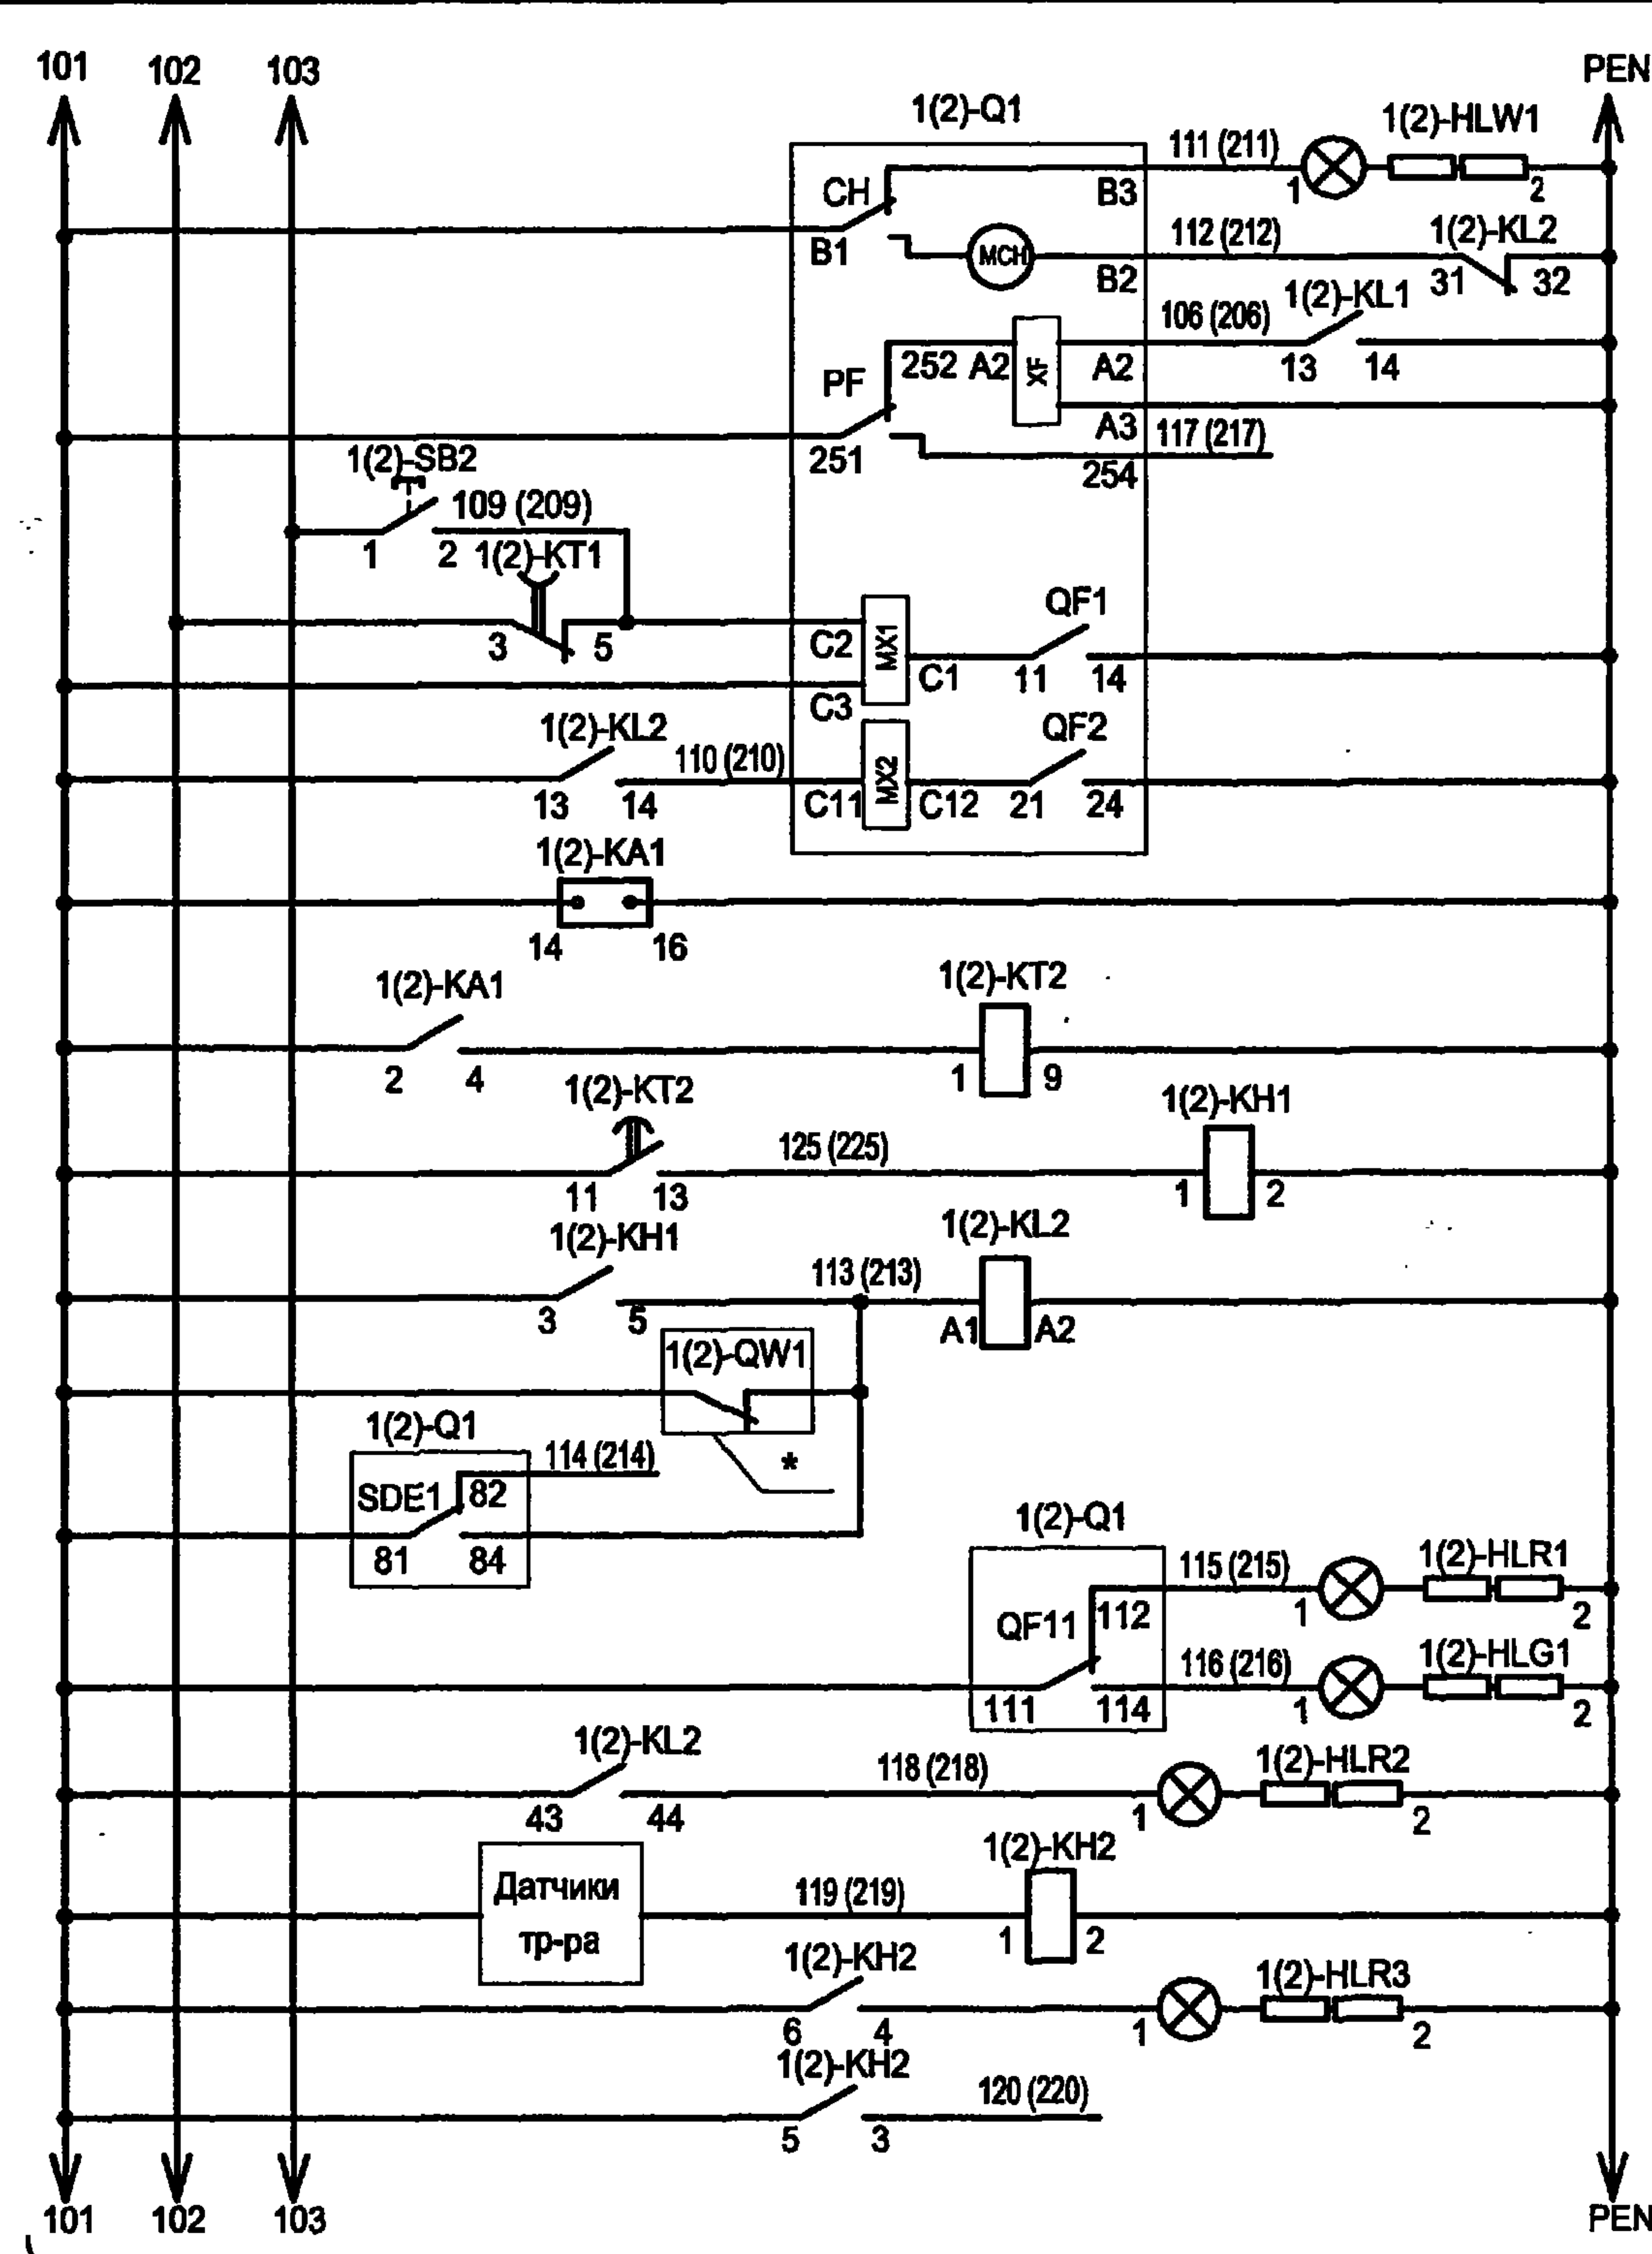 101 102 103 PEN
1(2)-Q1 1(2)-HLW1
111 (211)
CH B3 1 2
B1 MCH B2 112 (212) 1(2)-KL2
31 32
106 (206) 1(2)-KL1
PF 252 A2 XF A2 13 14
A3 117 (217)
251 254
1(2)-SB2
109 (209)
1 2 1(2)-KT1
QF1
3 5 C2 MX1 C1 11 14
C3
1(2)-KL2 QF2
110 (210)
13 14 C11 MX2 C12 21 24
1(2)-KA1
14 16
1(2)-KA1 1(2)-KT2
2 4 1 9
1(2)-KT2 1(2)-KH1
125 (225)
11 13 1 2
1(2)-KH1 1(2)-KL2
113 (213)
3 5 A1 A2
1(2)-QW1
1(2)-Q1
114 (214) *
SDE1 82
81 84
1(2)-Q1
115 (215) 1(2)-HLR1
QF11 112 1 2
116 (216) 1(2)-HLG1
111 114 1 2
1(2)-KL2 1(2)-HLR2
118 (218)
43 44 1 2
1(2)-KH2
Датчики 119 (219)
тр-ра 1 2
1(2)-KH2 1(2)-HLR3
6 4 1 2
1(2)-KH2
120 (220)
5 3
101 102 103 PEN